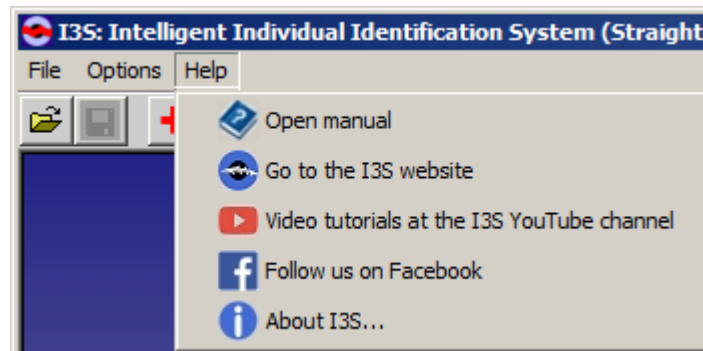 I3S: Intelligent Individual Identification System (Straight
File Options Help
Open manual
Go to the I3S website
Video tutorials at the I3S YouTube channel
Follow us on Facebook
About I3S...